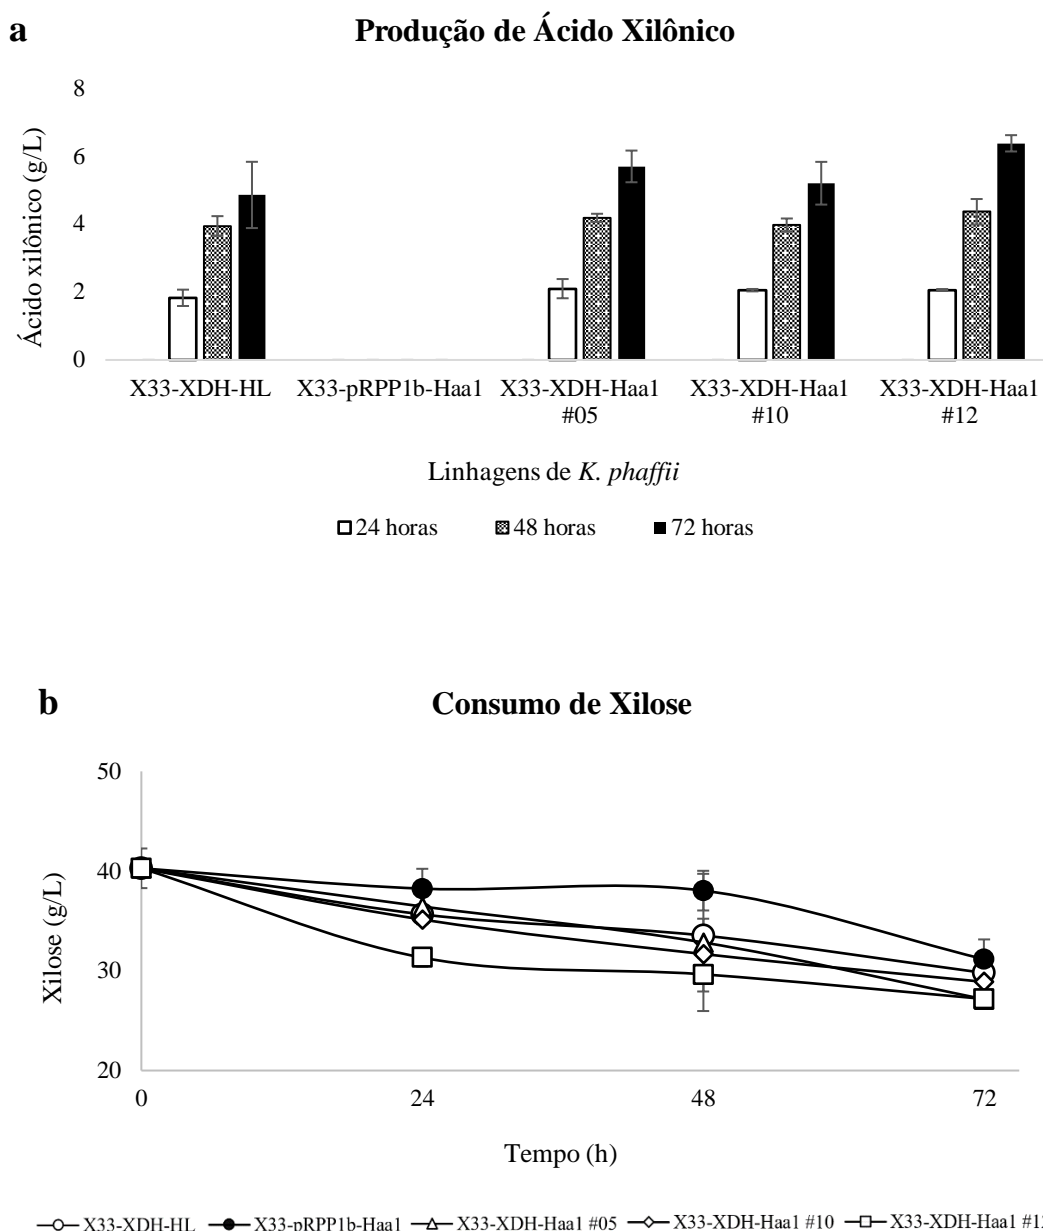 a
Produção de Ácido Xilônico
8
6
4
2
0
Ácido xilônico (g/L)
X33-XDH-HL X33-pRPP1b-Haa1 X33-XDH-Haa1 X33-XDH-Haa1 X33-XDH-Haa1
#05 #10 #12
Linhagens de K. phaffii
24 horas 48 horas 72 horas
b
Consumo de Xilose
50
40
30
20
Xilose (g/L)
0 24 48 72
Tempo (h)
X33-XDH-HL X33-pRPP1b-Haa1 X33-XDH-Haa1 #05 X33-XDH-Haa1 #10 X33-XDH-Haa1 #1